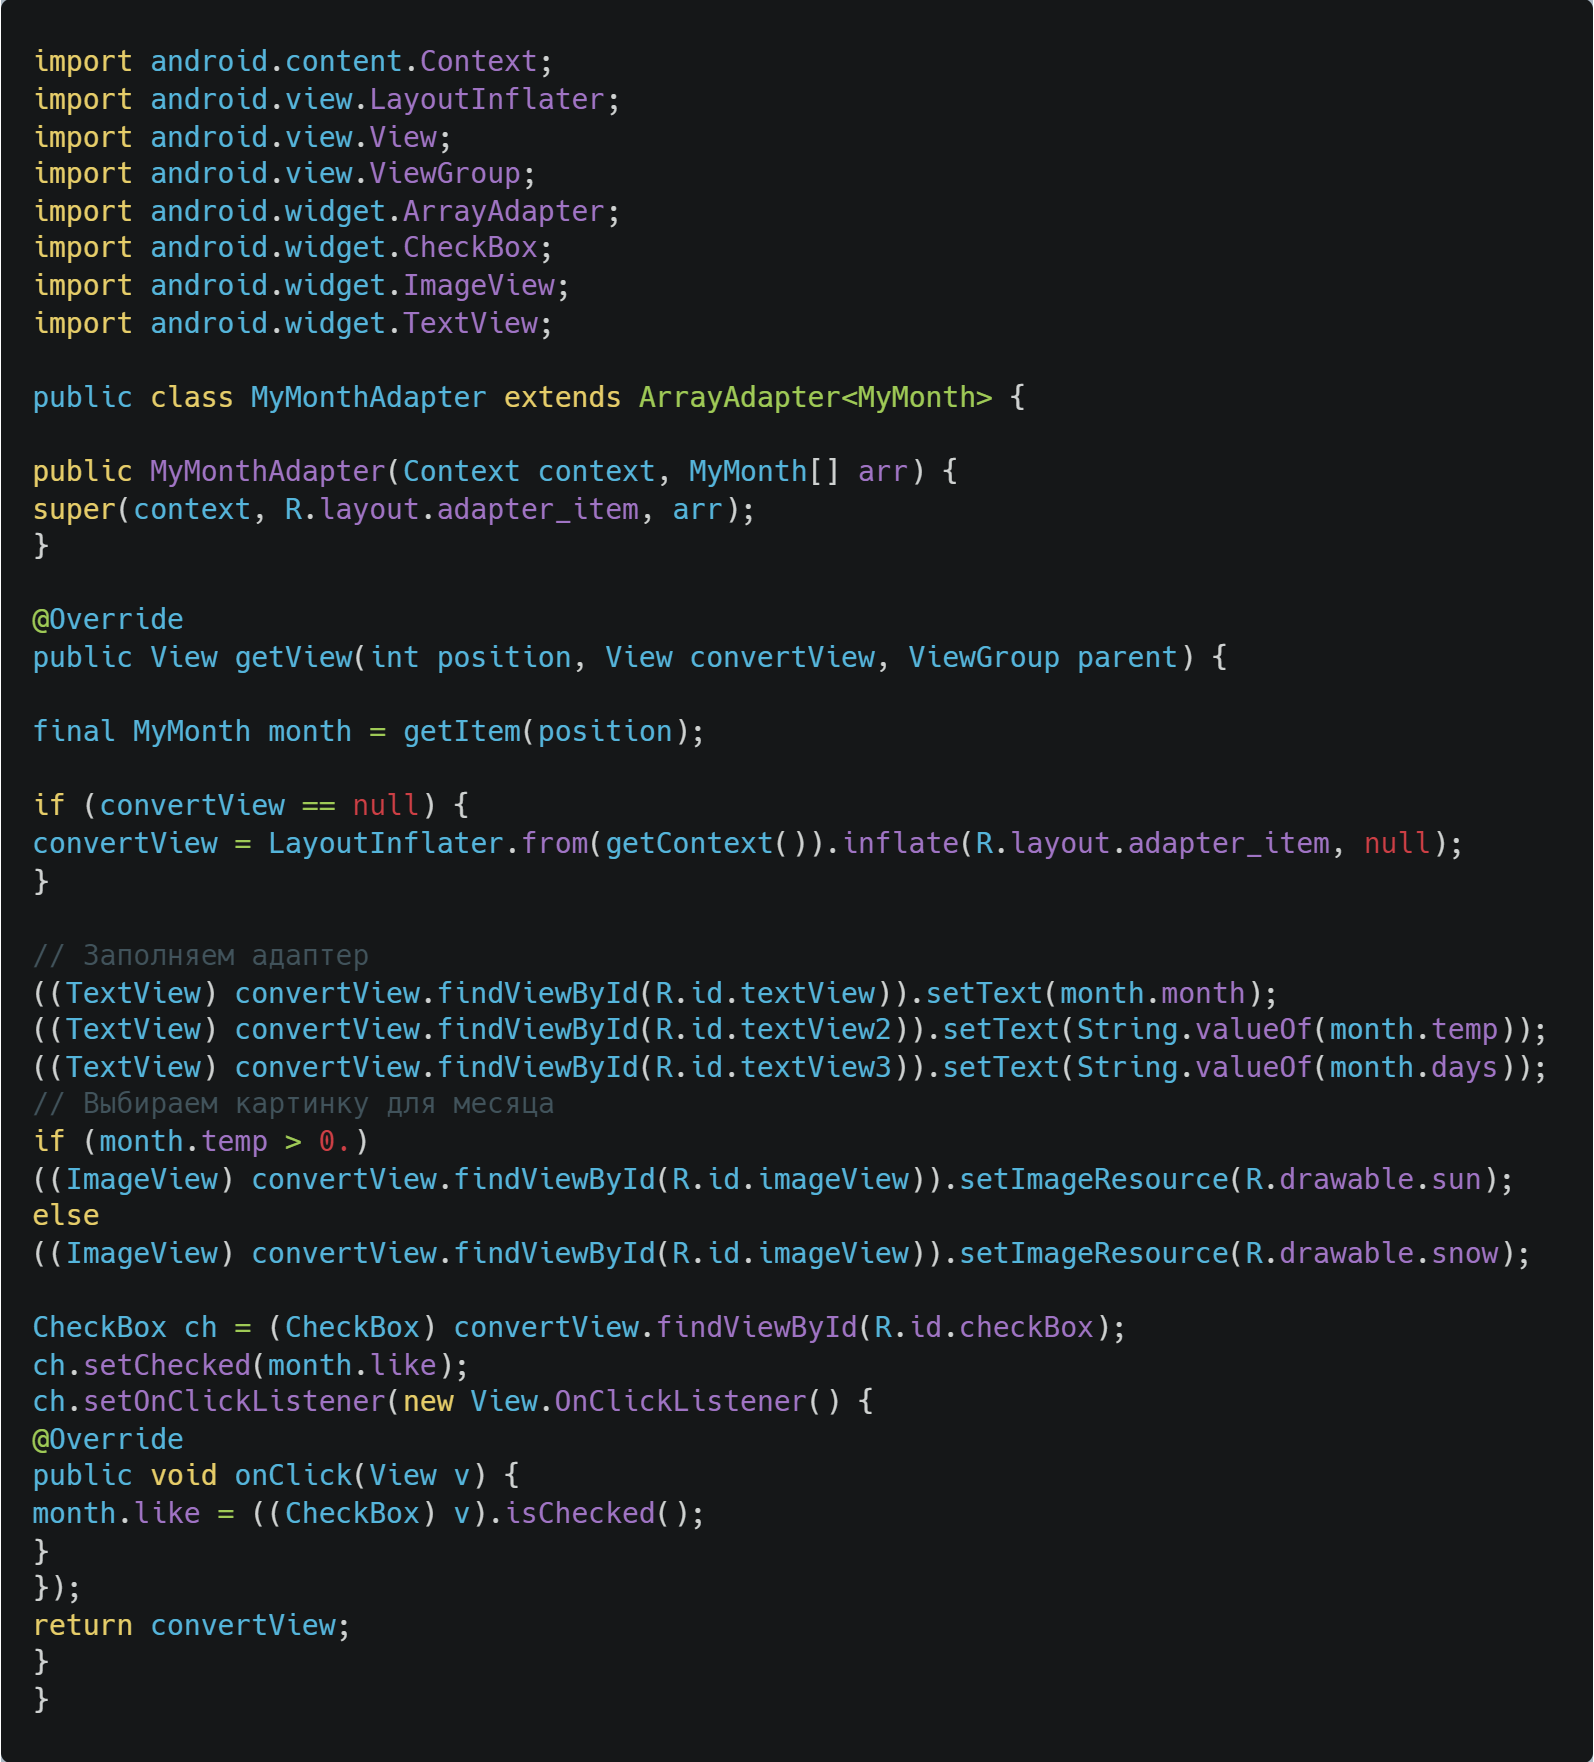 import android.content.Context;
import android.view.LayoutInflater;
import android.view.View;
import android.view.ViewGroup;
import android.widget.ArrayAdapter;
import android.widget.CheckBox;
import android.widget.ImageView;
import android.widget.TextView;
public class MyMonthAdapter extends ArrayAdapter<MyMonth> {
public MyMonthAdapter(Context context, MyMonth[] arr) {
super(context, R.layout.adapter_item, arr);
}
@Override
public View getView(int position, View convertView, ViewGroup parent) {
final MyMonth month = getItem(position);
if (convertView == null) {
convertView = LayoutInflater.from(getContext()).inflate(R.layout.adapter_item, null);
}
// Заполняем адаптер
((TextView) convertView.findViewById(R.id.textView)).setText(month.month);
((TextView) convertView.findViewById(R.id.textView2)).setText(String.valueOf(month.temp));
((TextView) convertView.findViewById(R.id.textView3)).setText(String.valueOf(month.days));
// Выбираем картинку для месяца
if (month.temp > 0.)
((ImageView) convertView.findViewById(R.id.imageView)).setImageResource(R.drawable.sun);
else
((ImageView) convertView.findViewById(R.id.imageView)).setImageResource(R.drawable.snow);
CheckBox ch = (CheckBox) convertView.findViewById(R.id.checkBox);
ch.setChecked(month.like);
ch.setOnClickListener(new View.OnClickListener() {
@Override
public void onClick(View v) {
month.like = ((CheckBox) v).isChecked();
}
});
return convertView;
}
}